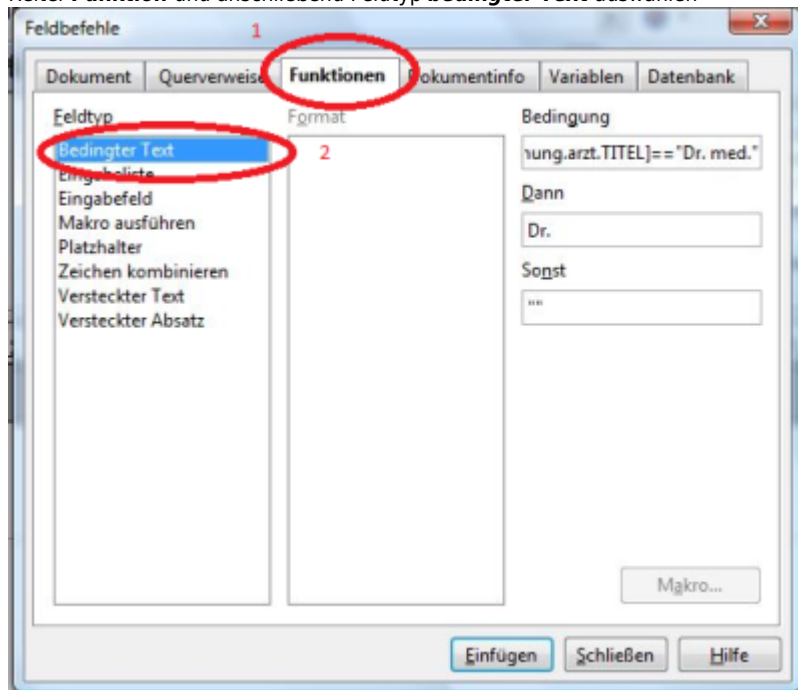 Feldbefehle
1
Dokument Querverweise Funktionen Dokumentinfo Variablen Datenbank
Feldtyp Format Bedingung
Bedingter Text
2
nung.arzt.TITEL]=="Dr. med."
Eingabeliste
Eingabefeld
Dann
Makro ausführen
Dr.
Platzhalter
Zeichen kombinieren
Sonst
Versteckter Text
""
Versteckter Absatz
Makro...
Einfügen Schließen Hilfe